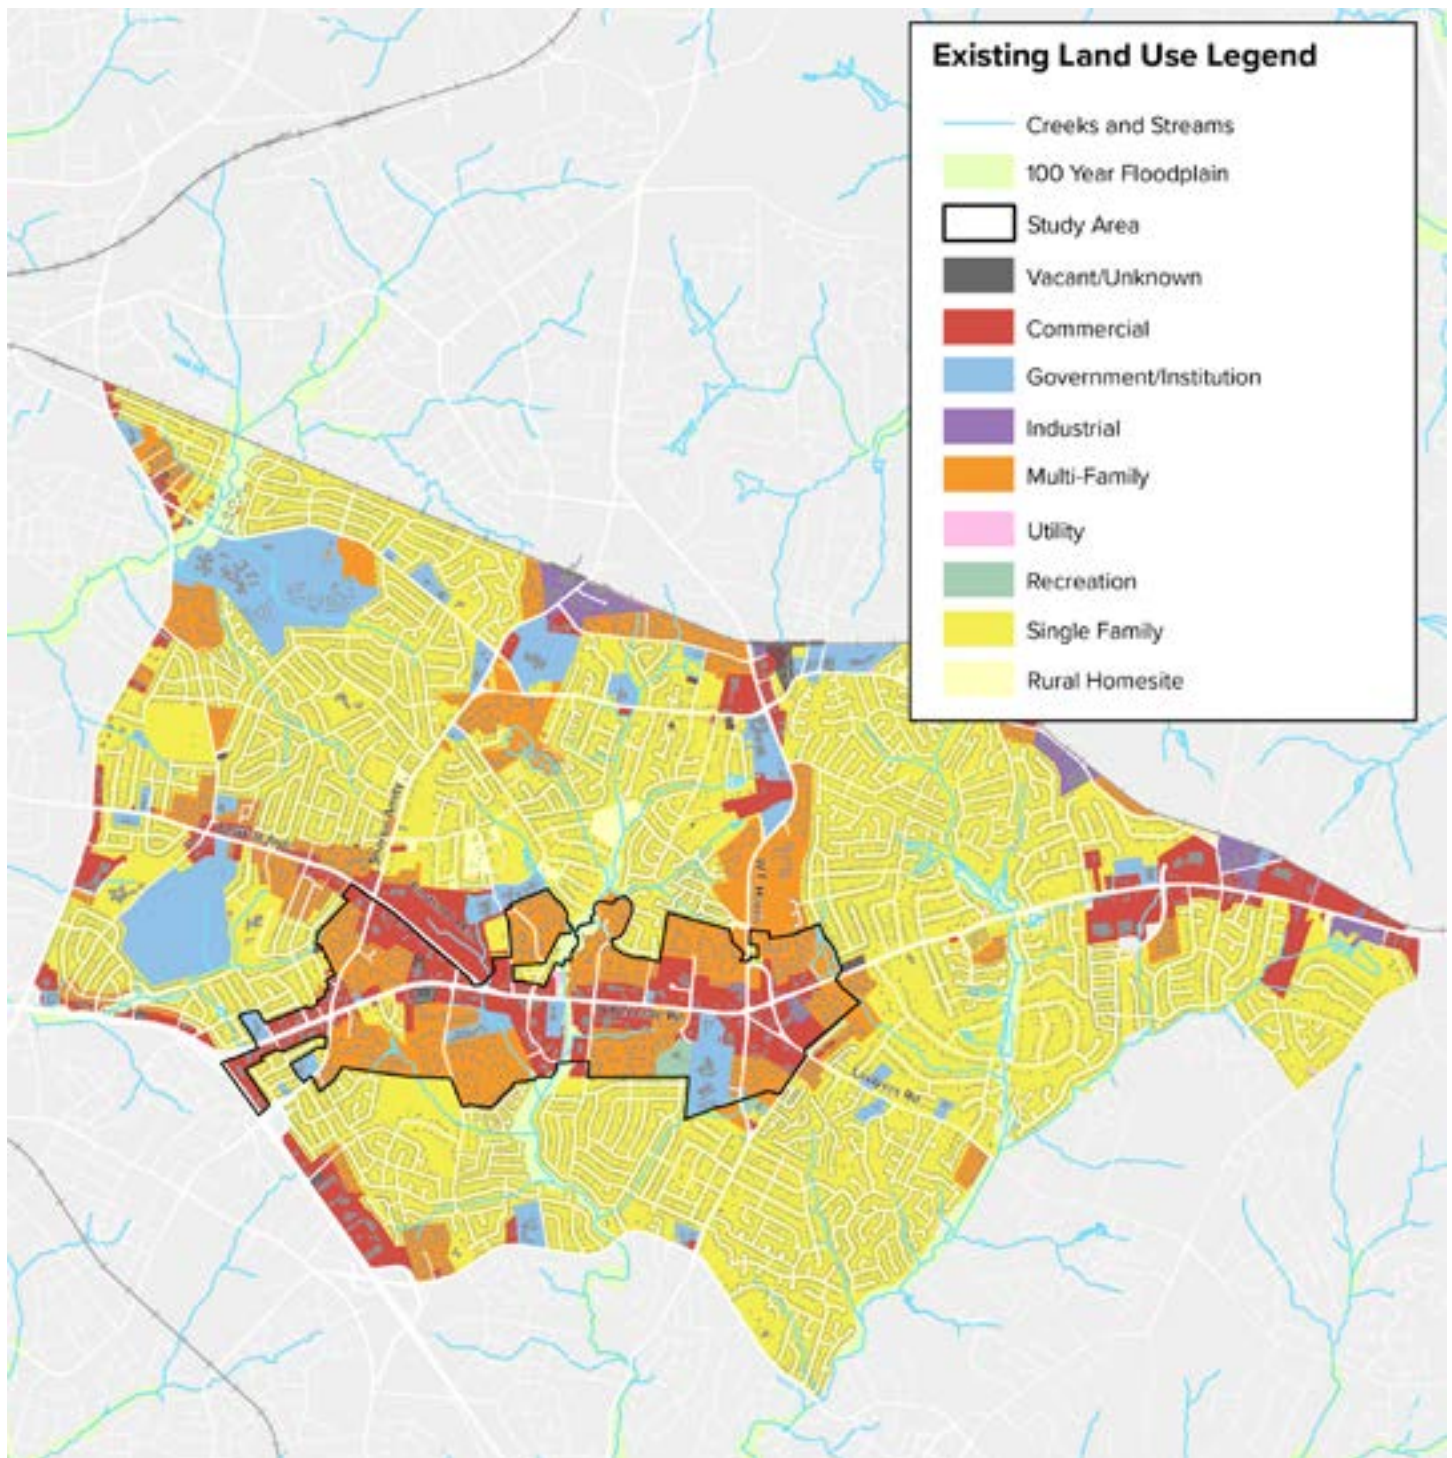 Existing Land Use Legend
Creeks and Streams
100 Year Floodplain
Study Area
Vacant/Unknown
Commercial
Government/Institution
Industrial
Multi-Family
Utility
Recreation
Single Family
Rural Homesite
Rd